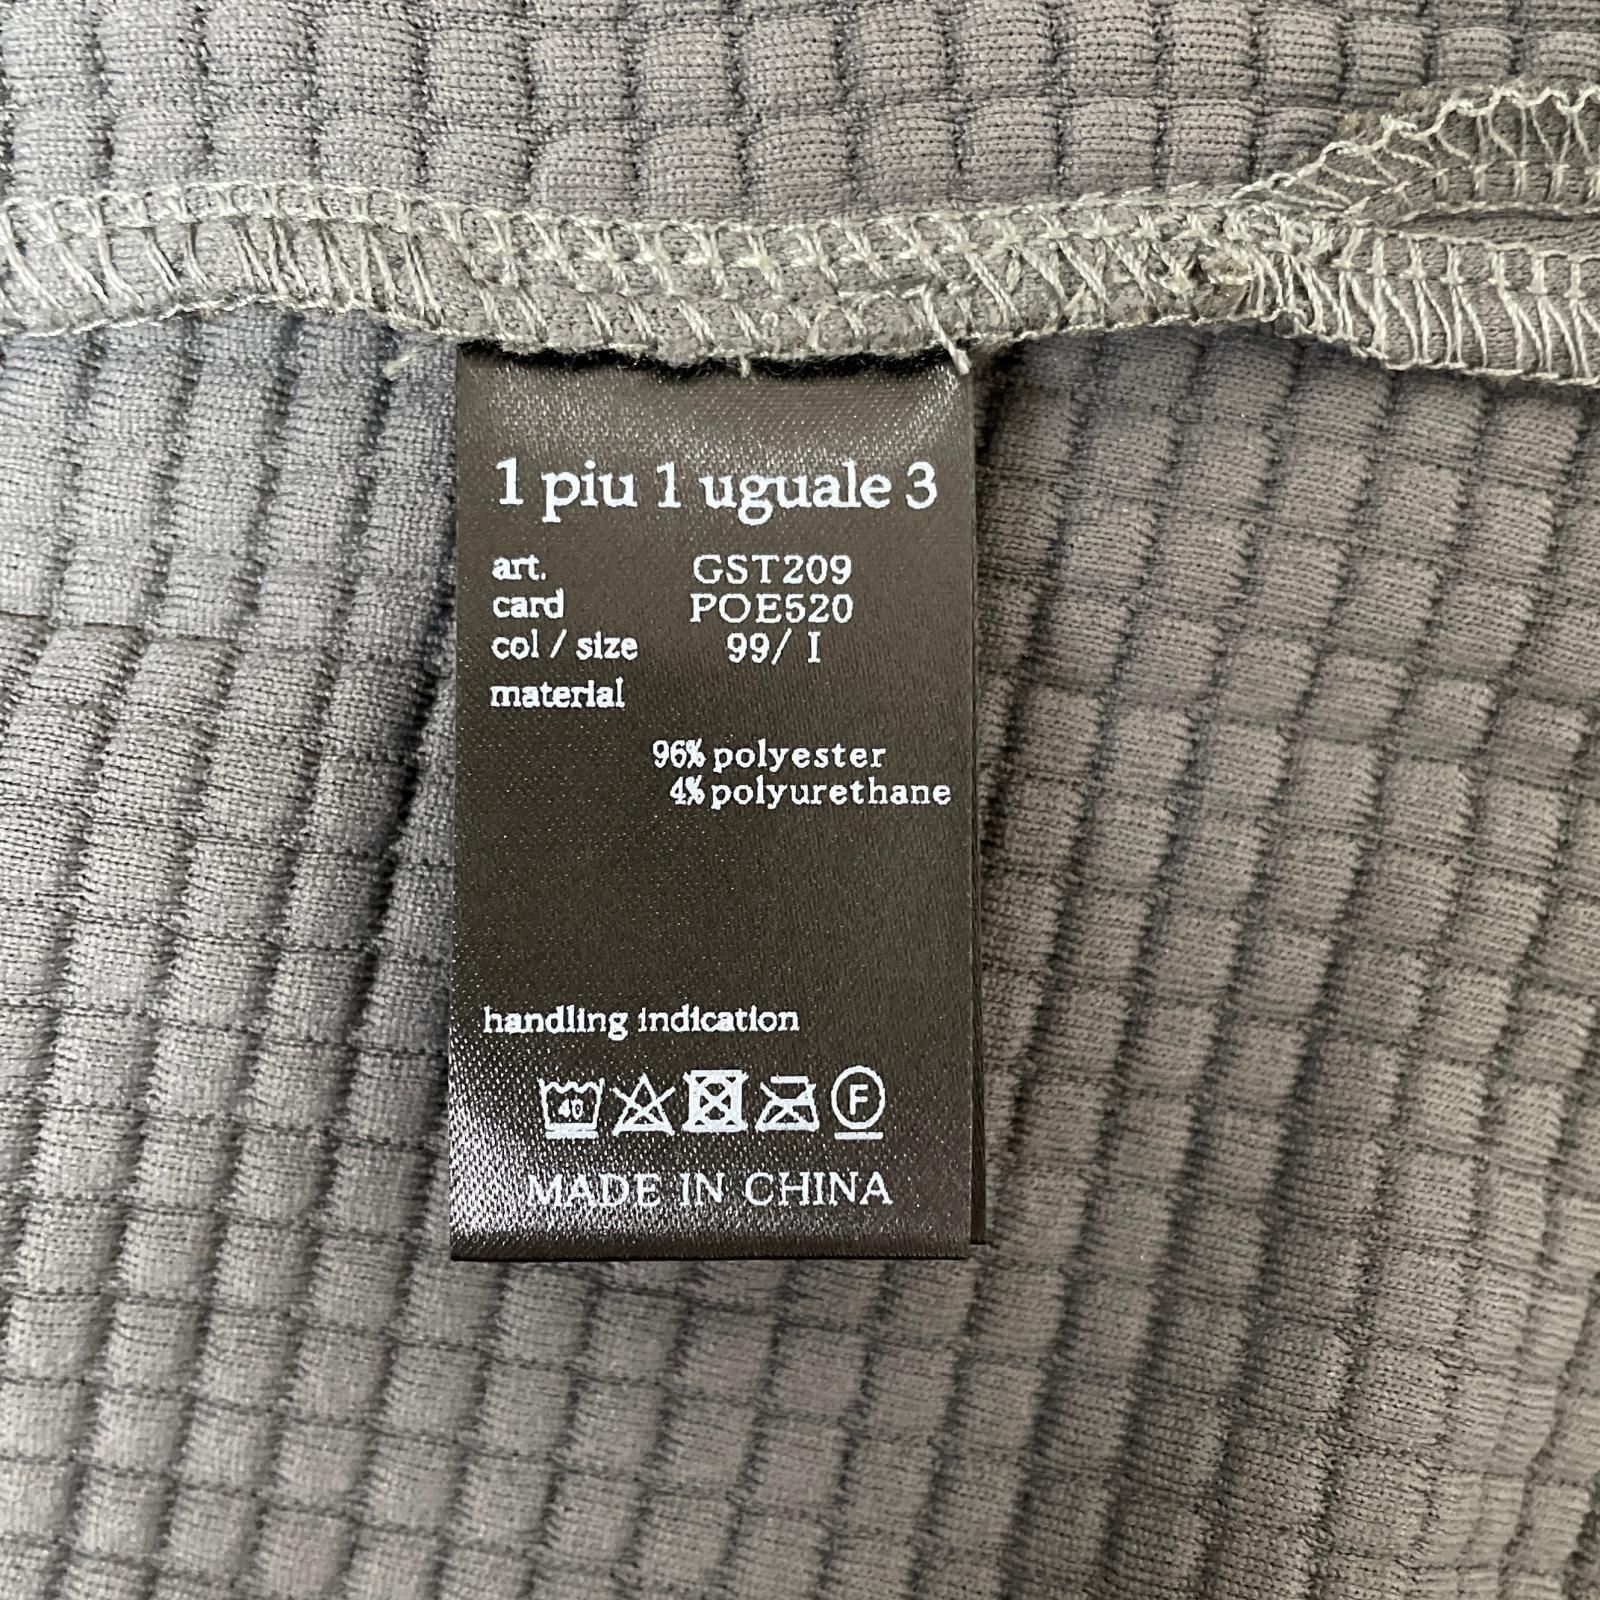 1 piu 1 uguale 3
art. GST209
card POE520
col / size 99/ I
material
96% polyester
4% polyurethane
handling indication
40 F
MADE IN CHINA